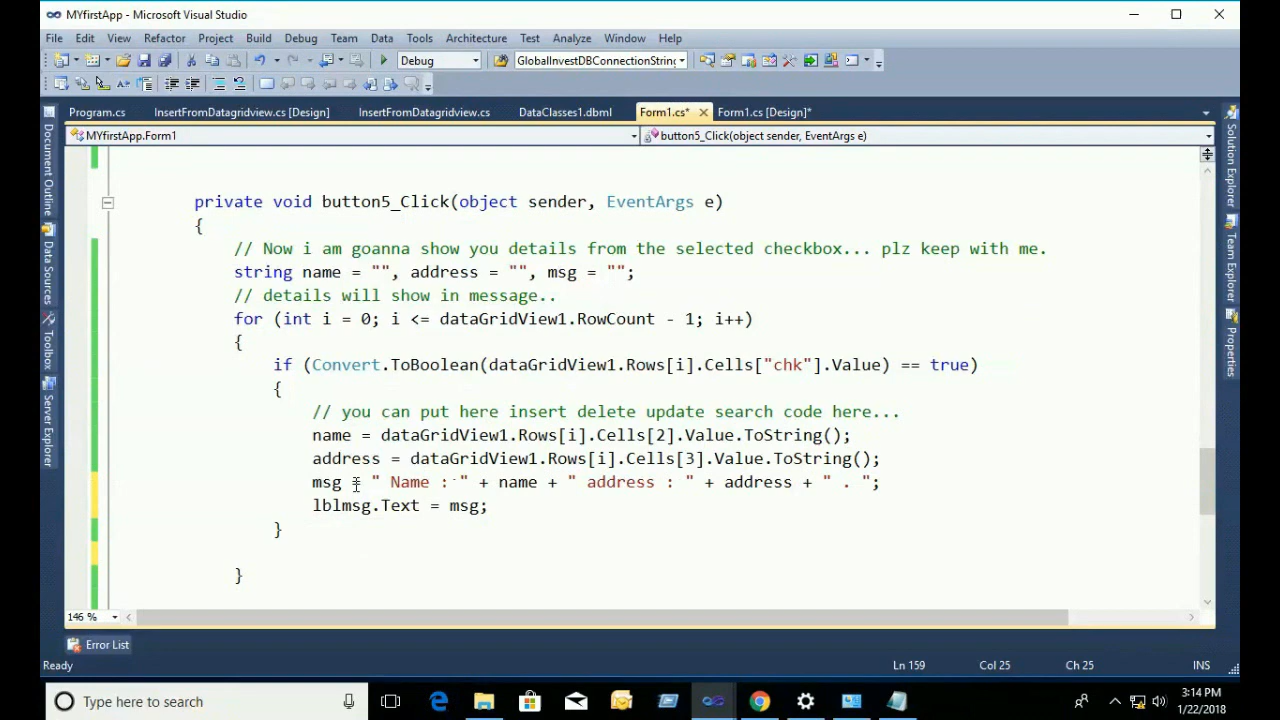 MYfirstApp - Microsoft Visual Studio
File Edit View Refactor Project Build Debug Team Data Tools Architecture Test Analyze Window Help
Debug GlobalInvestDBConnectionString
Program.cs InsertFromDatagridview.cs [Design] InsertFromDatagridview.cs DataClasses1.dbml Form1.cs* Form1.cs [Design]*
MYfirstApp.Form1 button5_Click(object sender, EventArgs e)
private void button5_Click(object sender, EventArgs e)
{
// Now i am goanna show you details from the selected checkbox... plz keep with me.
string name = "", address = "", msg = "";
// details will show in message..
for (int i = 0; i <= dataGridView1.RowCount - 1; i++)
{
if (Convert.ToBoolean(dataGridView1.Rows[i].Cells["chk"].Value) == true)
{
// you can put here insert delete update search code here...
name = dataGridView1.Rows[i].Cells[2].Value.ToString();
address = dataGridView1.Rows[i].Cells[3].Value.ToString();
msg = " Name : " + name + " address : " + address + " . ";
lblmsg.Text = msg;
}
}
Document Outline
Data Sources
Toolbox
Server Explorer
Solution Explorer
Team Explorer
Properties
146 %
Error List
Ready Ln 159 Col 25 Ch 25 INS
Type here to search
3:14 PM
1/22/2018